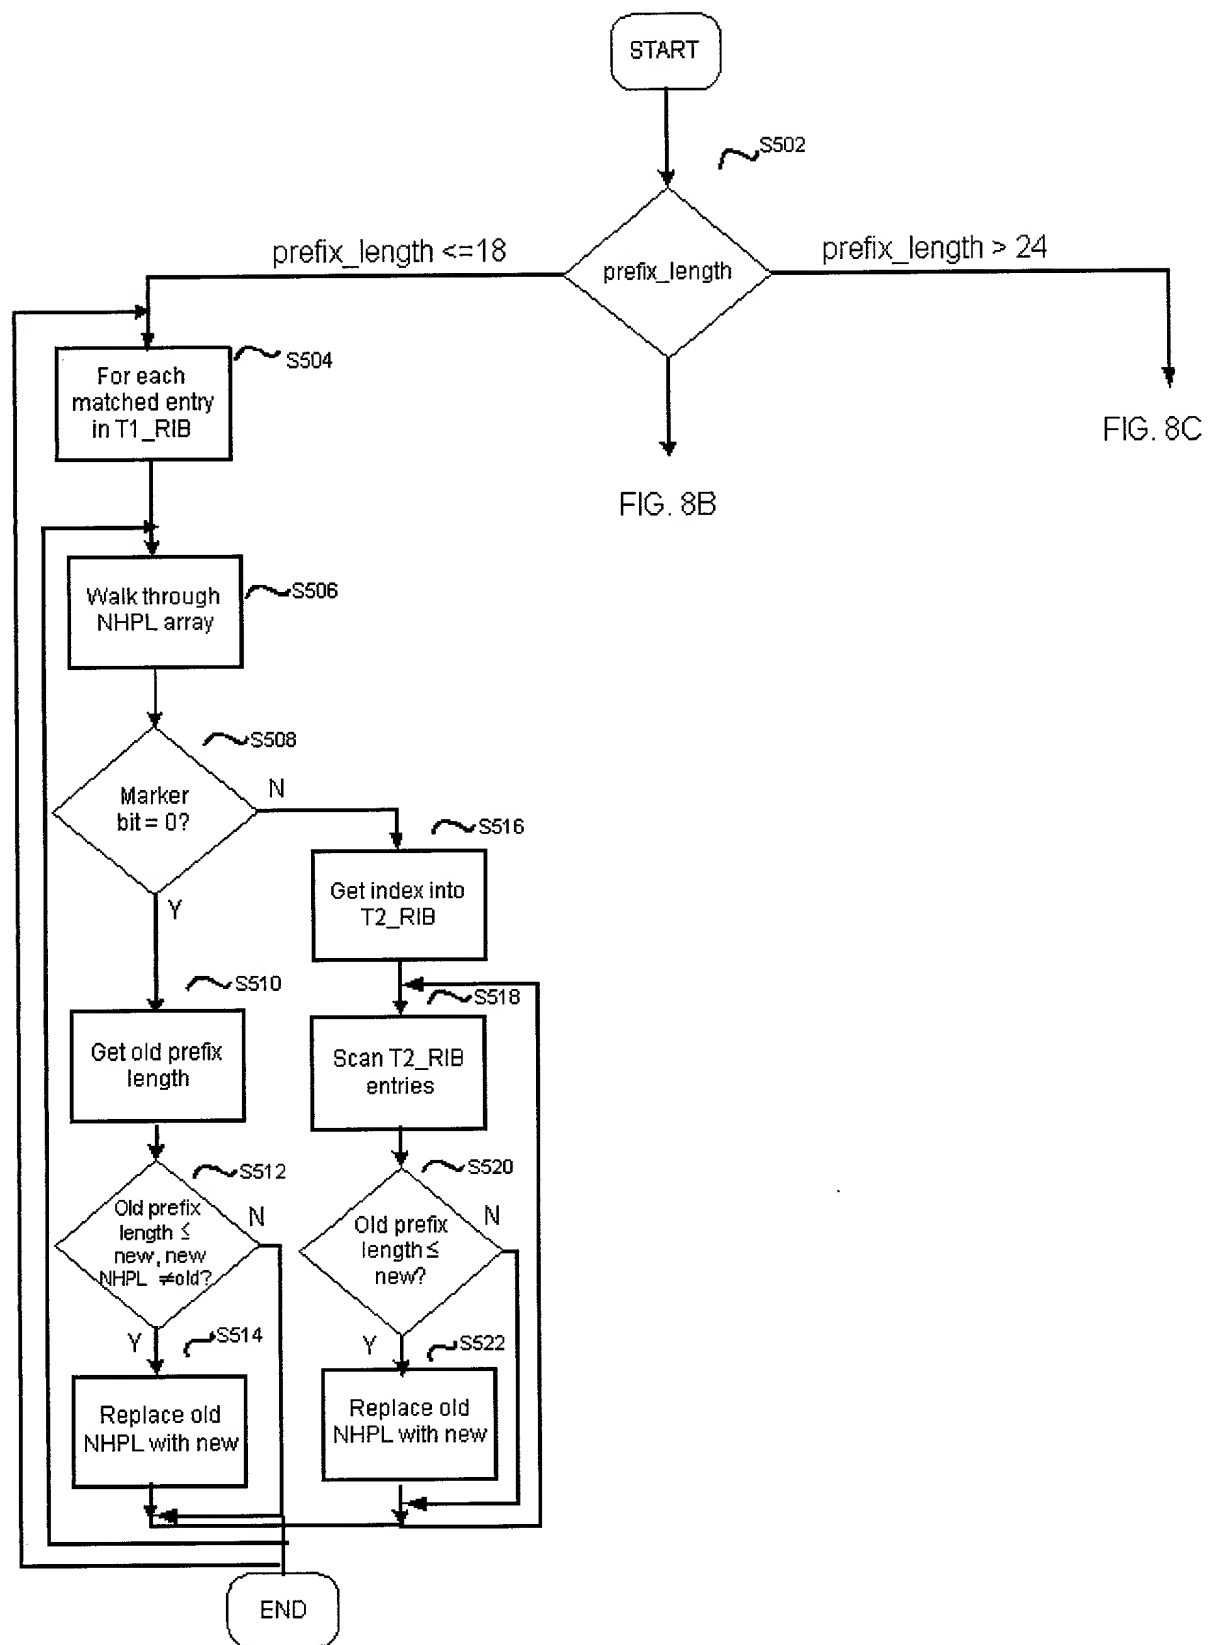 START
S502
prefix_length <=18
prefix_length
prefix_length > 24
S504
For each
matched entry
in T1_RIB
FIG. 8C
FIG. 8B
S506
Walk through
NHPL array
S508
Marker
bit = 0?
N
Y
S516
Get index into
T2_RIB
S510
Get old prefix
length
S518
Scan T2_RIB
entries
S512
Old prefix
length ≤
new, new
NHPL ≠old?
N
Y
S520
Old prefix
length ≤
new?
N
Y
S514
Replace old
NHPL with new
S522
Replace old
NHPL with new
END